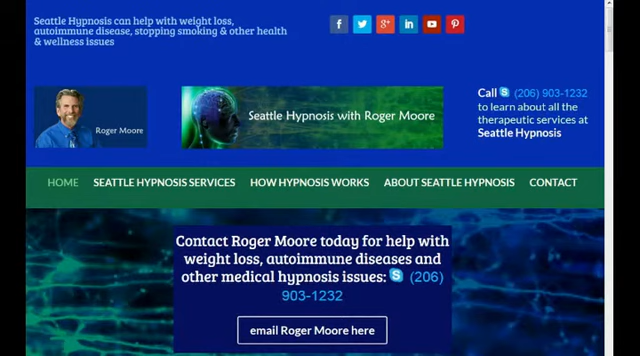 Seattle Hypnosis can help with weight loss,
autoimmune disease, stopping smoking & other health
& wellness issues
Roger Moore
Seattle Hypnosis with Roger Moore
Call (206) 903-1232
to learn about all the
therapeutic services at
Seattle Hypnosis
HOME SEATTLE HYPNOSIS SERVICES HOW HYPNOSIS WORKS ABOUT SEATTLE HYPNOSIS CONTACT
Contact Roger Moore today for help with
weight loss, autoimmune diseases and
other medical hypnosis issues: (206)
903-1232
email Roger Moore here